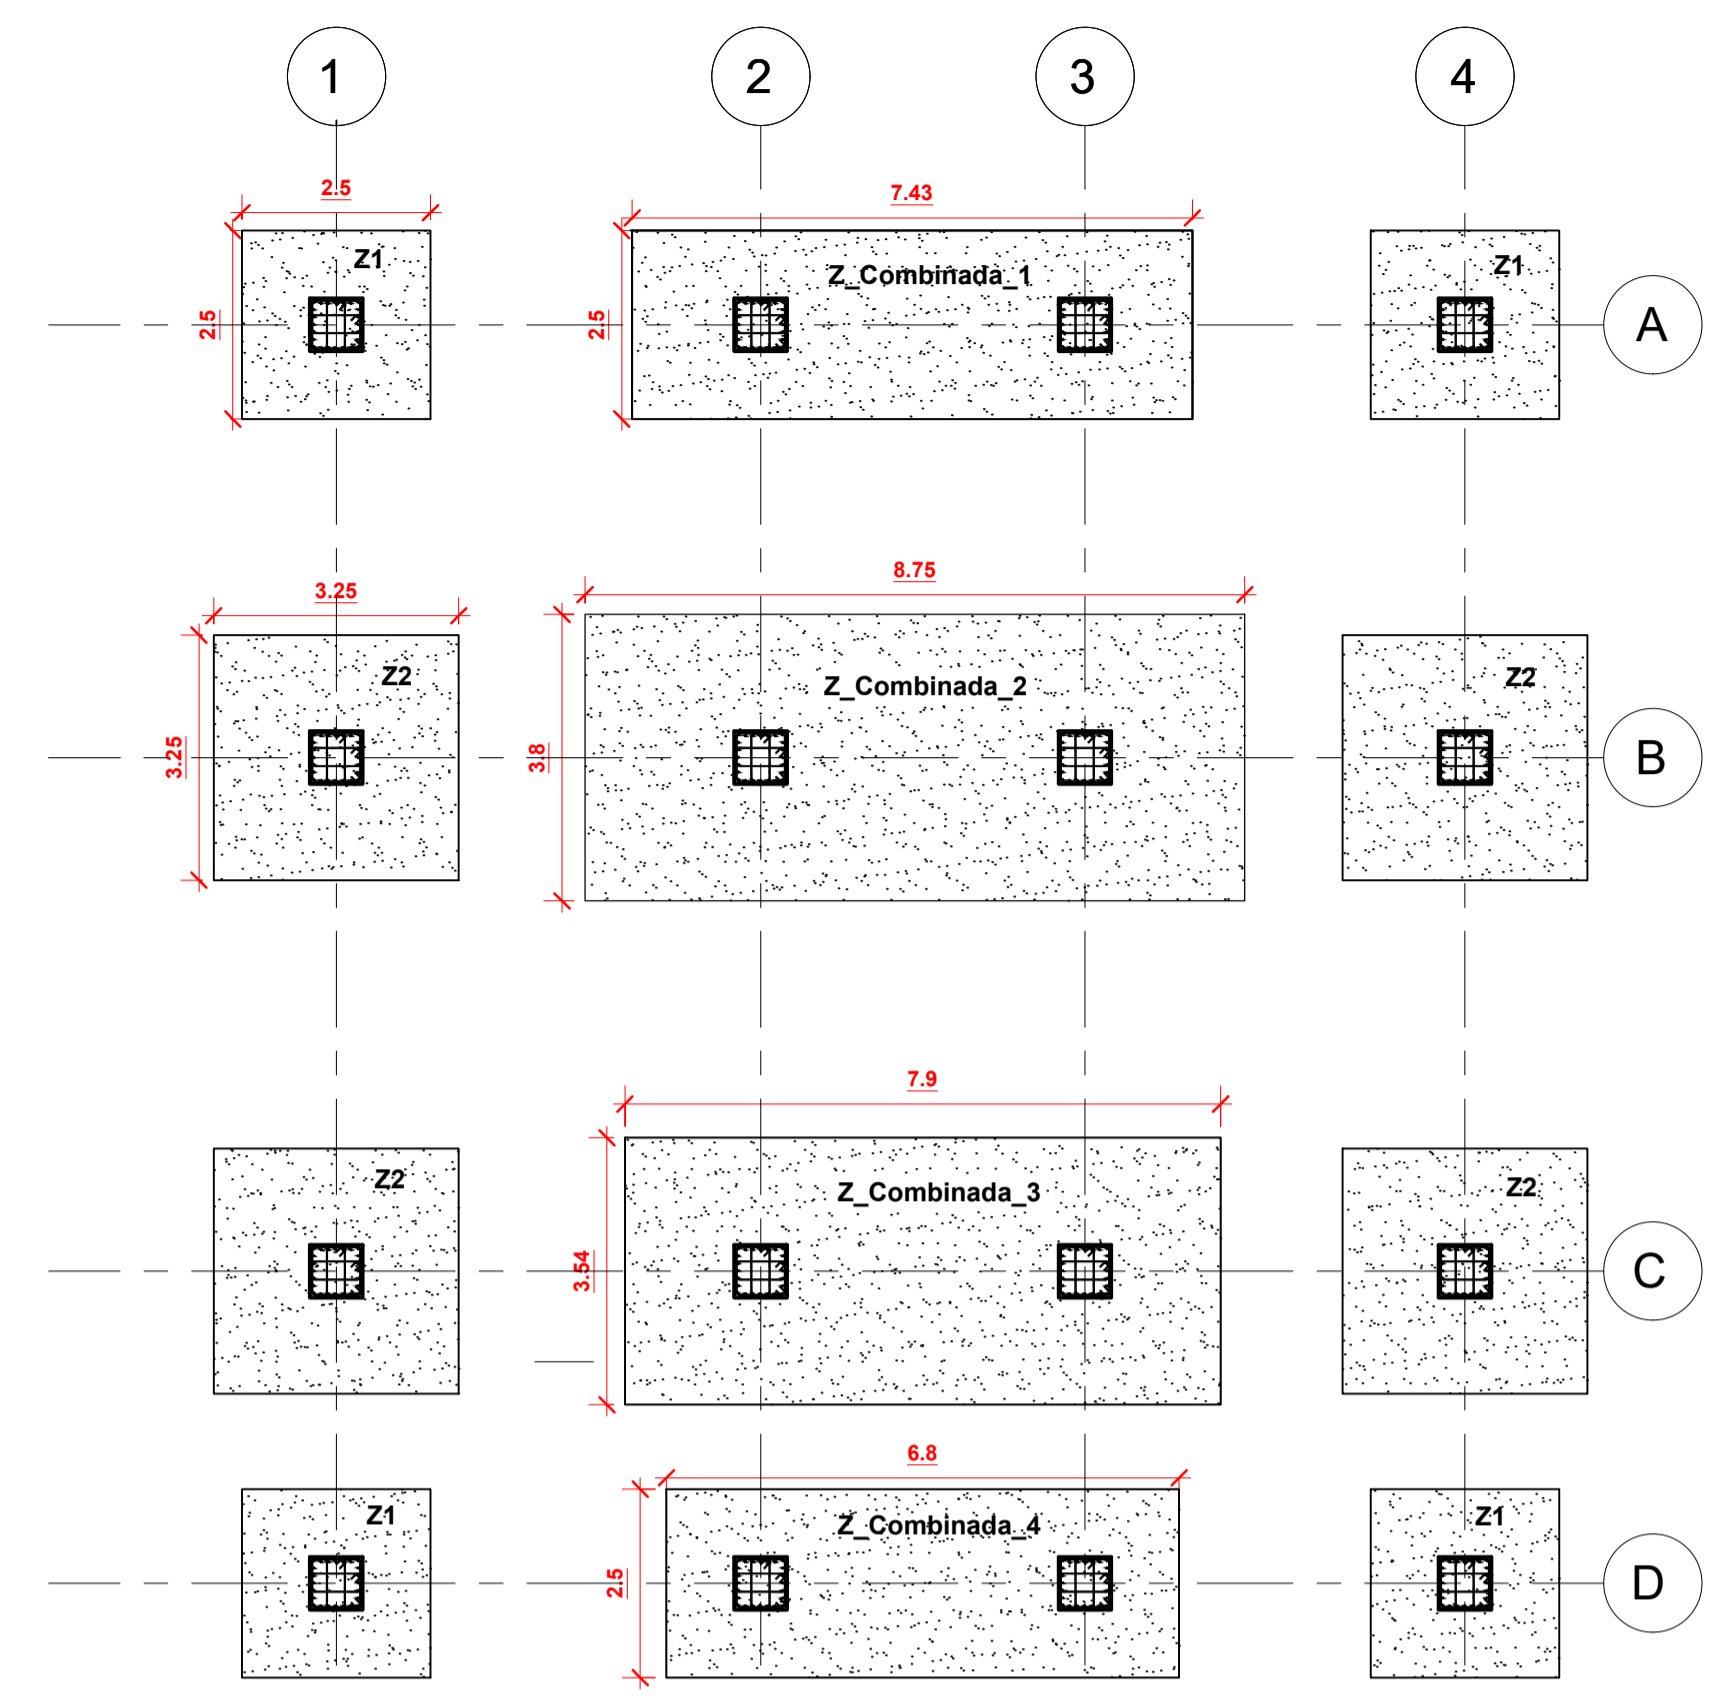 1 2 3 4
2.5 7.43
Z1 Z_Combinada_1 Z1
2.5 2.5 A
3.25 8.75
Z2 Z_Combinada_2 Z2
3.25 3.8 B
7.9
Z2 Z_Combinada_3 Z2
3.54 C
6.8
Z1 Z_Combinada_4 Z1
2.5 D